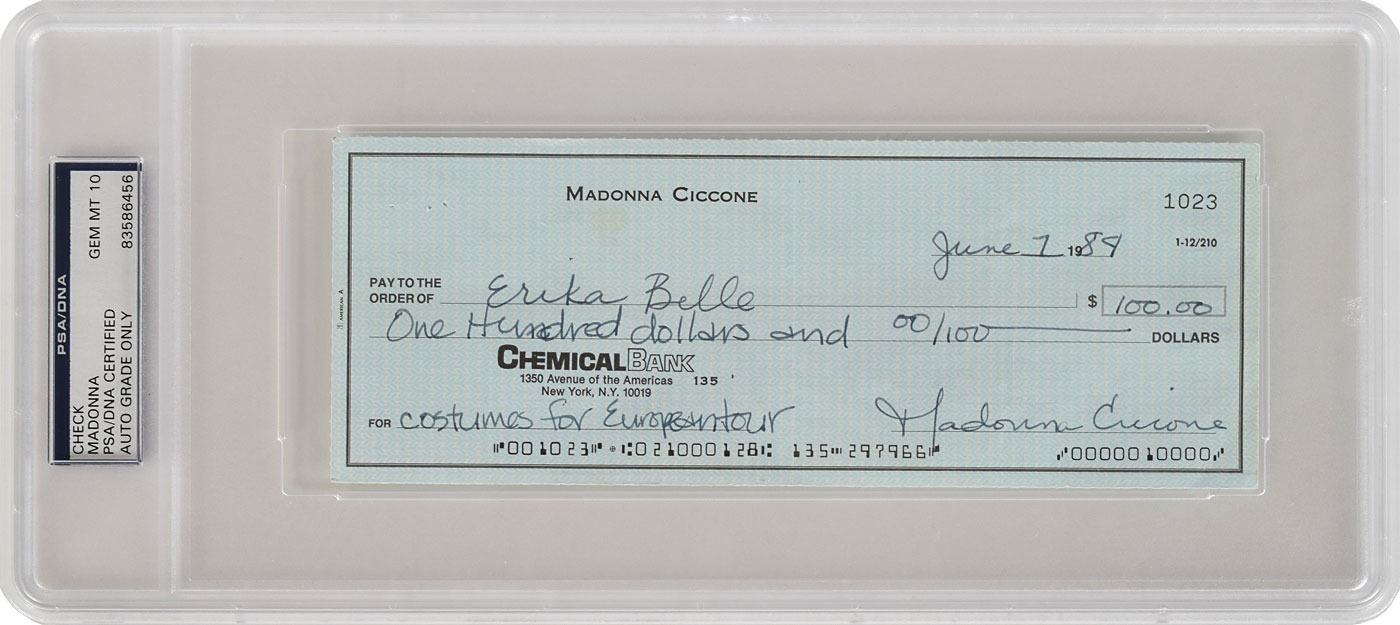 PSA/DNA
CHECK
MADONNA
PSA/DNA CERTIFIED
AUTO GRADE ONLY
GEM MT 10
83586456
MADONNA CICCONE
1023
June 7 1984
1-12/210
AMERICAN A
PAY TO THE
ORDER OF Erika Belle $ 100.00
One Hundred dollars and 00/100 DOLLARS
CHEMICALBANK
1350 Avenue of the Americas 135
New York, N.Y. 10019
FOR costumes for European tour Madonna Ciccone
⑈001023⑈ ⑆021000128⑆ 135⑉297966⑈ ⑇0000010000⑇